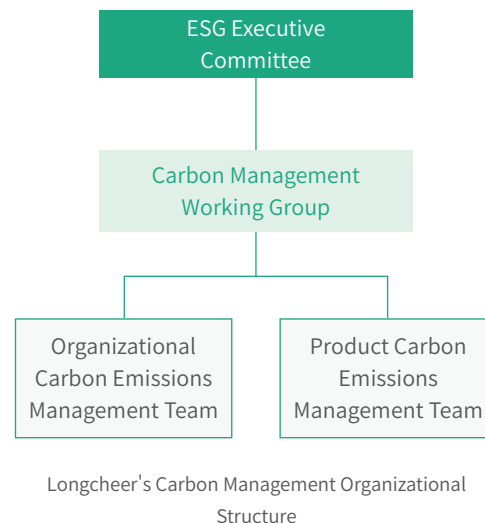 ESG Executive
Committee
Carbon Management
Working Group
Organizational
Carbon Emissions
Management Team
Product Carbon
Emissions
Management Team
Longcheer's Carbon Management Organizational
Structure